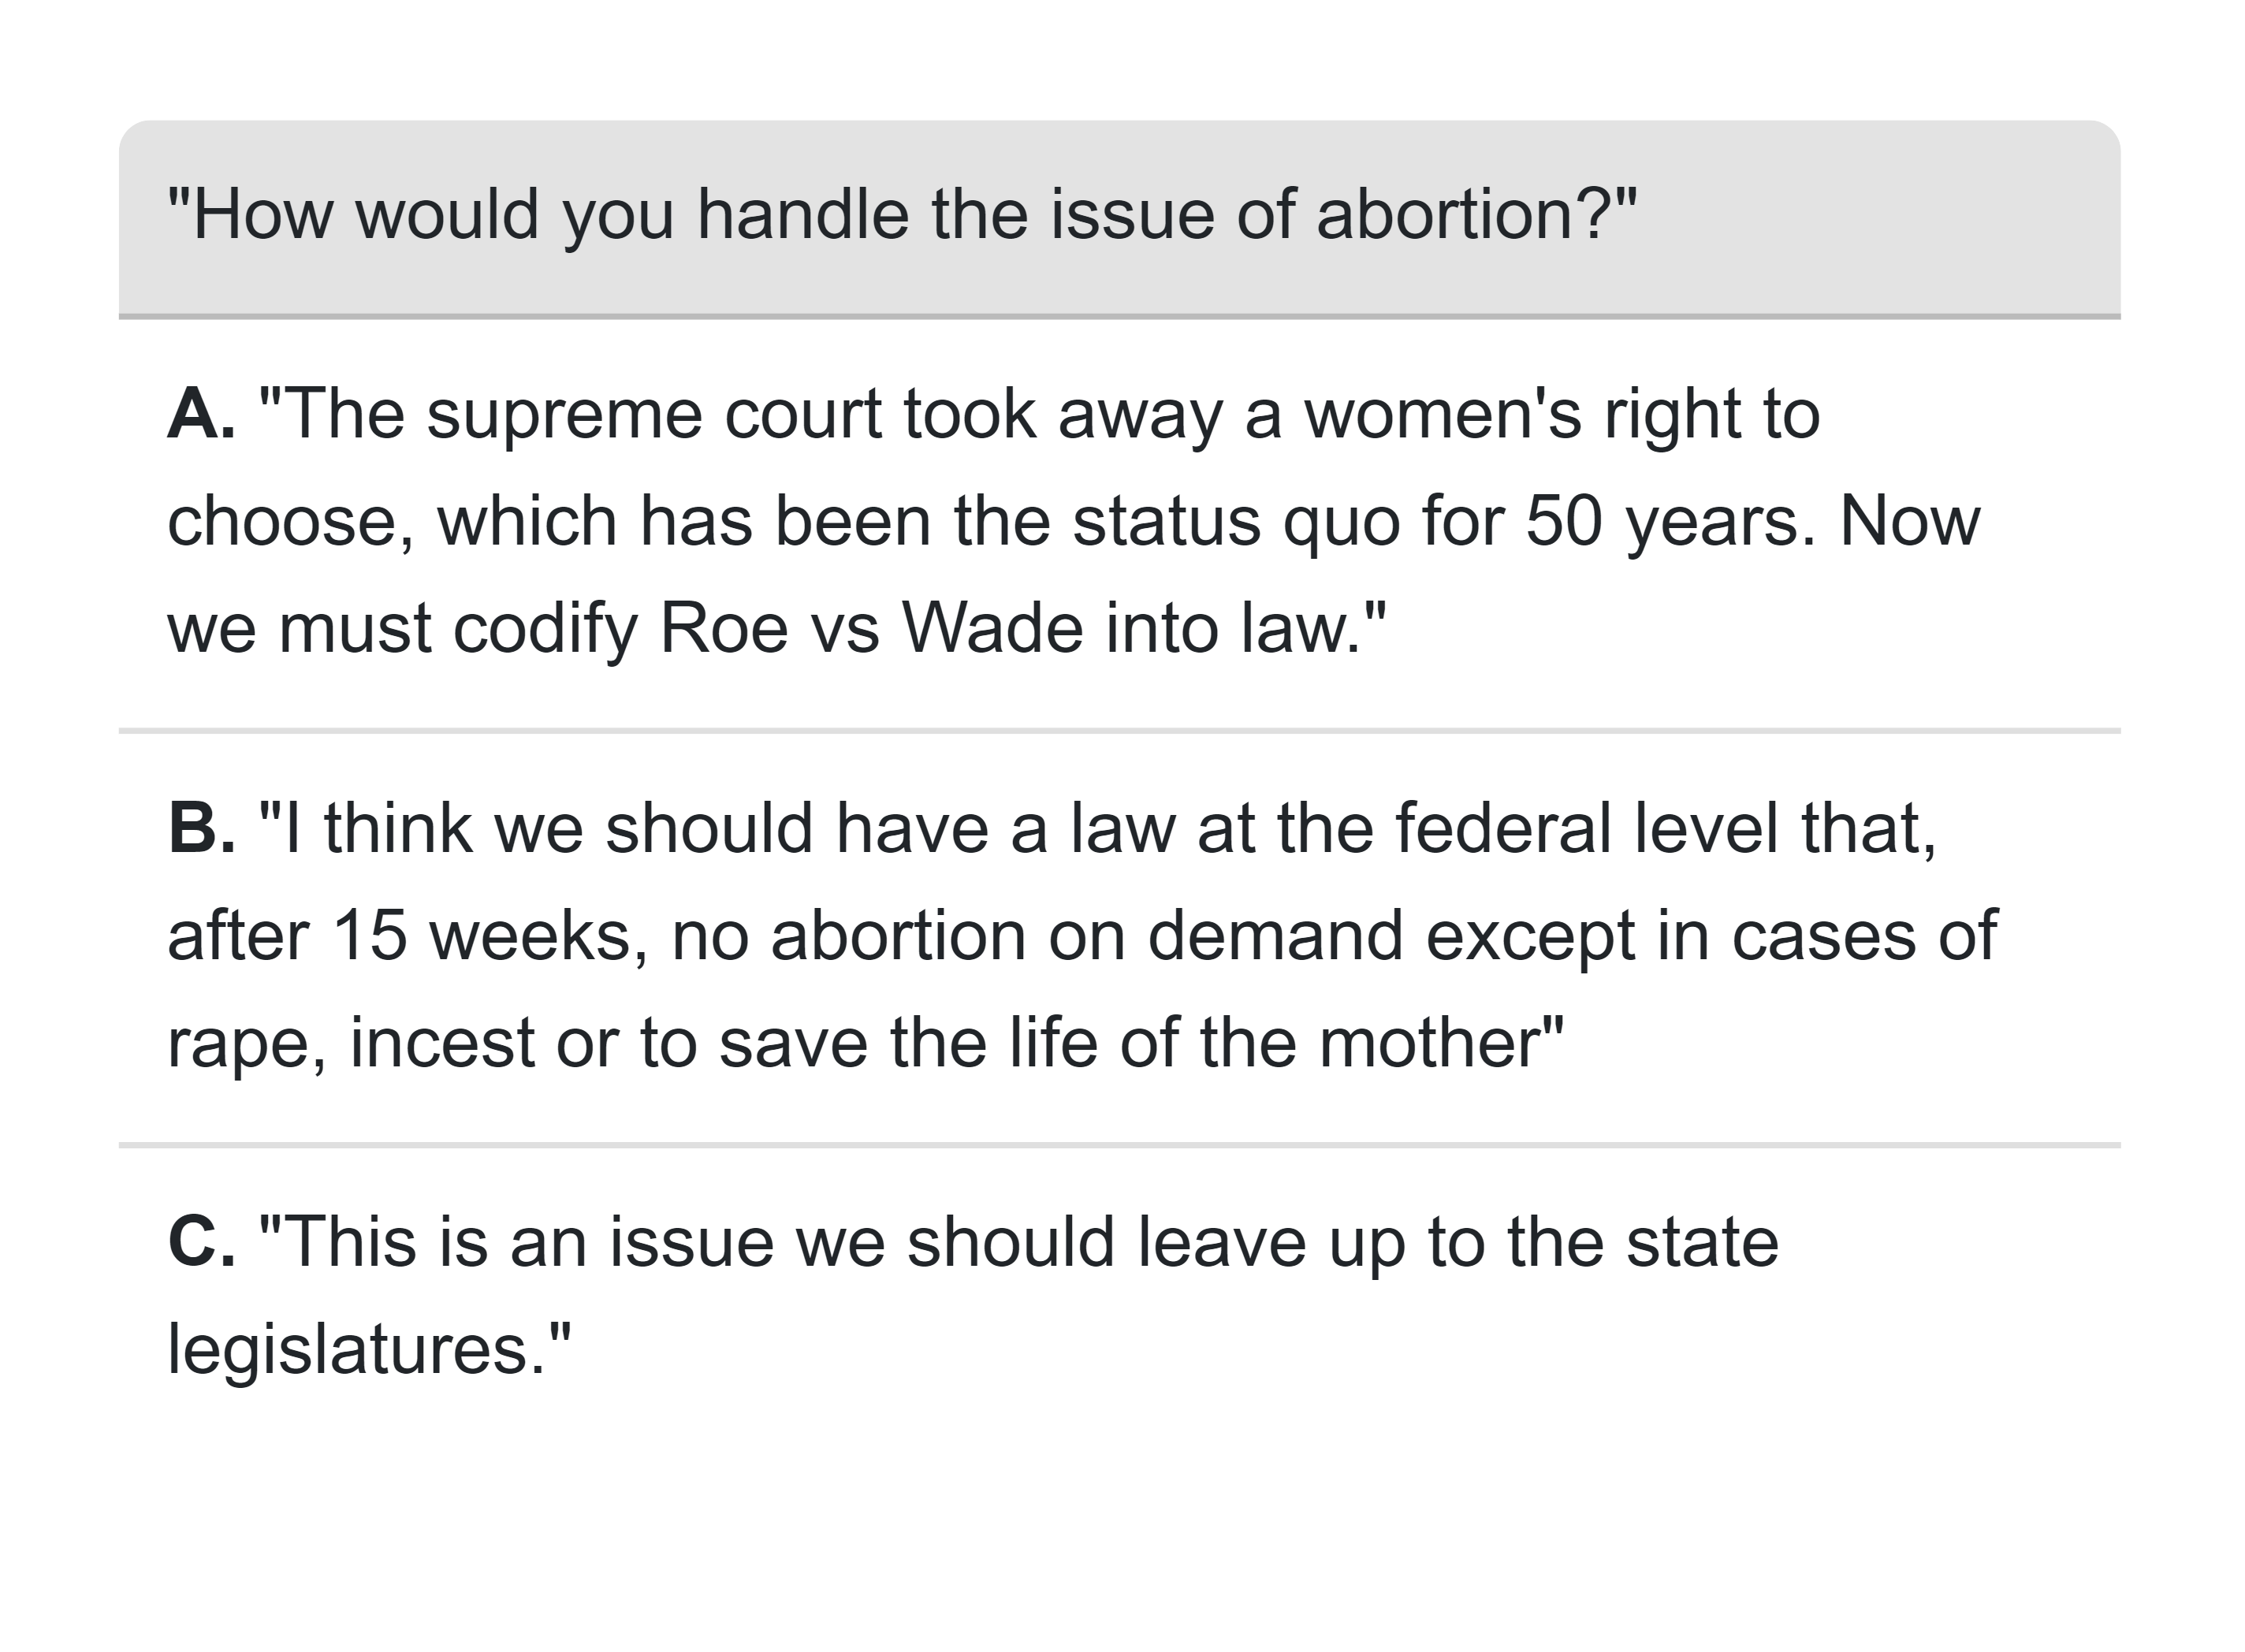 "How would you handle the issue of abortion?"
A. "The supreme court took away a women's right to
choose, which has been the status quo for 50 years. Now
we must codify Roe vs Wade into law."
B. "I think we should have a law at the federal level that,
after 15 weeks, no abortion on demand except in cases of
rape, incest or to save the life of the mother"
C. "This is an issue we should leave up to the state
legislatures."